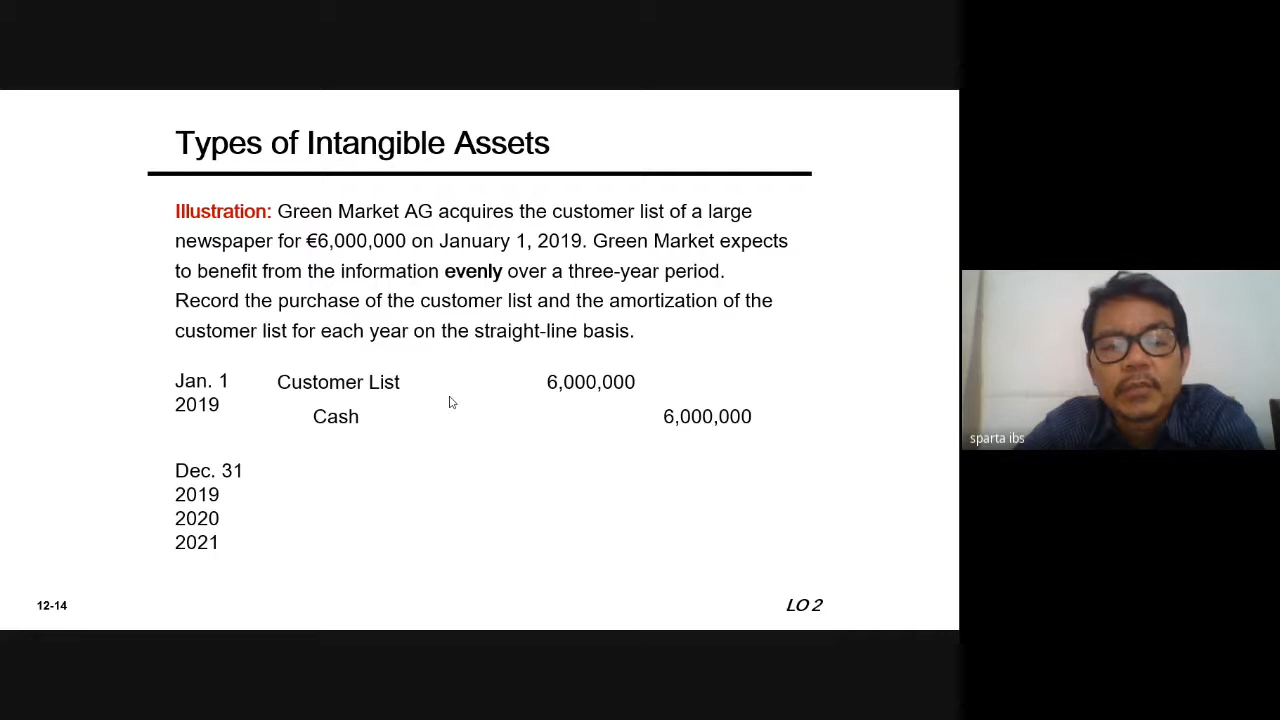 Types of Intangible Assets
Illustration: Green Market AG acquires the customer list of a large
newspaper for €6,000,000 on January 1, 2019. Green Market expects
to benefit from the information evenly over a three-year period.
Record the purchase of the customer list and the amortization of the
customer list for each year on the straight-line basis.
Jan. 1 Customer List 6,000,000
2019
Cash 6,000,000
Dec. 31
2019
2020
2021
12-14 LO 2
sparta ibs